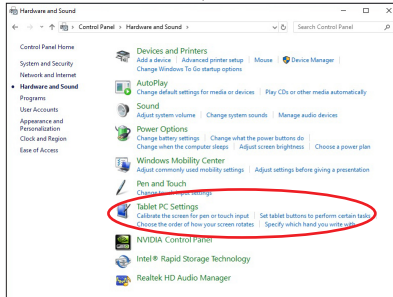 Hardware and Sound
Control Panel > Hardware and Sound >
Search Control Panel
Control Panel Home
System and Security
Network and Internet
Hardware and Sound
Programs
User Accounts
Appearance and
Personalization
Clock and Region
Ease of Access
Devices and Printers
Add a device | Advanced printer setup | Mouse | Device Manager |
Change Windows To Go startup options
AutoPlay
Change default settings for media or devices | Play CDs or other media automatically
Sound
Adjust system volume | Change system sounds | Manage audio devices
Power Options
Change battery settings | Change what the power buttons do |
Change when the computer sleeps | Adjust screen brightness | Choose a power plan
Windows Mobility Center
Adjust commonly used mobility settings | Adjust settings before giving a presentation
Pen and Touch
Change touch input settings
Tablet PC Settings
Calibrate the screen for pen or touch input | Set tablet buttons to perform certain tasks
Choose the order of how your screen rotates | Specify which hand you write with
NVIDIA Control Panel
Intel® Rapid Storage Technology
Realtek HD Audio Manager